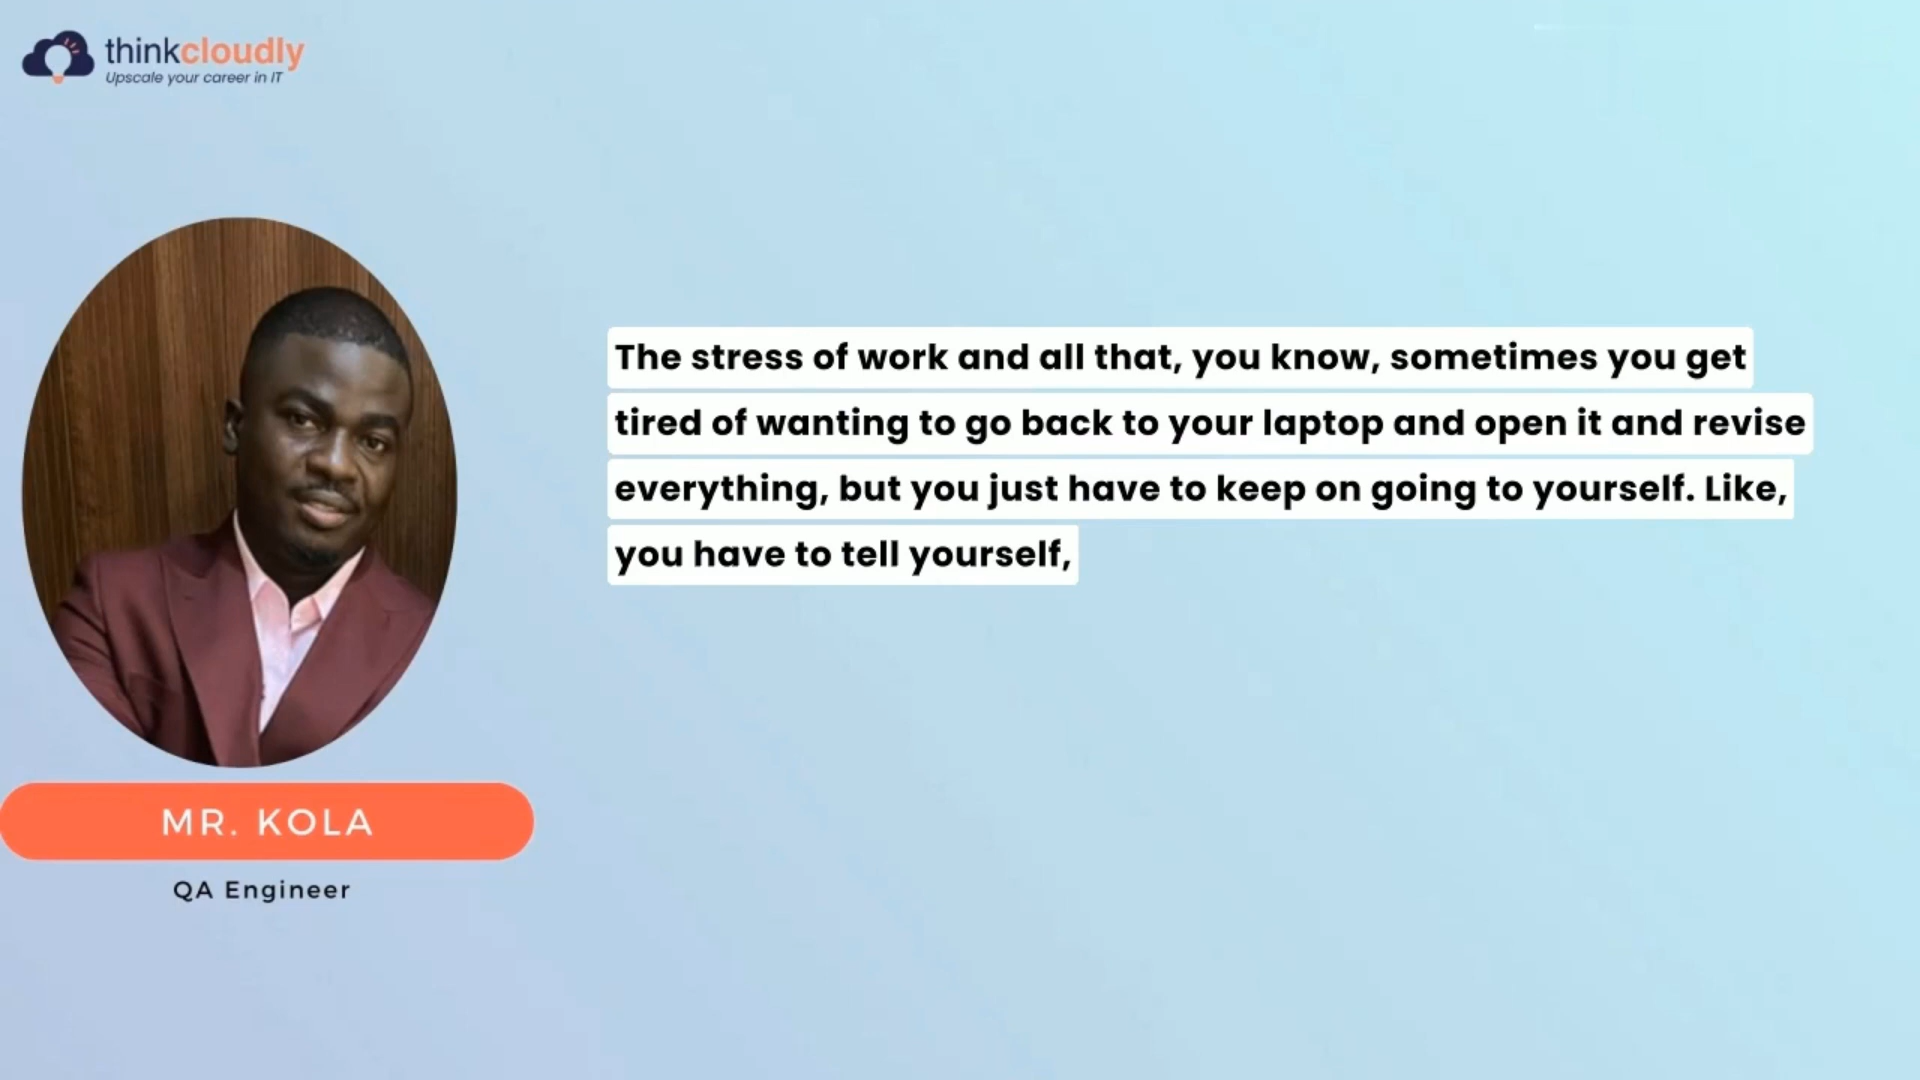 thinkcloudly
Upscale your career in IT
The stress of work and all that, you know, sometimes you get
tired of wanting to go back to your laptop and open it and revise
everything, but you just have to keep on going to yourself. Like,
you have to tell yourself,
MR. KOLA
QA Engineer